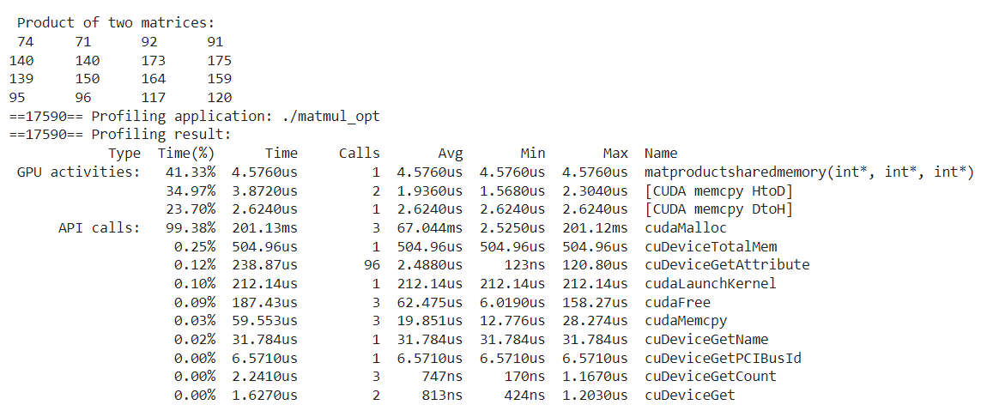 Product of two matrices:
 74     71      92      91
140     140     173     175
139     150     164     159
95      96      117     120
==17590== Profiling application: ./matmul_opt
==17590== Profiling result:
            Type  Time(%)      Time     Calls       Avg       Min       Max  Name
 GPU activities:   41.33%  4.5760us         1  4.5760us  4.5760us  4.5760us  matproductsharedmemory(int*, int*, int*)
                   34.97%  3.8720us         2  1.9360us  1.5680us  2.3040us  [CUDA memcpy HtoD]
                   23.70%  2.6240us         1  2.6240us  2.6240us  2.6240us  [CUDA memcpy DtoH]
      API calls:   99.38%  201.13ms         3  67.044ms  2.5250us  201.12ms  cudaMalloc
                    0.25%  504.96us         1  504.96us  504.96us  504.96us  cuDeviceTotalMem
                    0.12%  238.87us        96  2.4880us     123ns  120.80us  cuDeviceGetAttribute
                    0.10%  212.14us         1  212.14us  212.14us  212.14us  cudaLaunchKernel
                    0.09%  187.43us         3  62.475us  6.0190us  158.27us  cudaFree
                    0.03%  59.553us         3  19.851us  12.776us  28.274us  cudaMemcpy
                    0.02%  31.784us         1  31.784us  31.784us  31.784us  cuDeviceGetName
                    0.00%  6.5710us         1  6.5710us  6.5710us  6.5710us  cuDeviceGetPCIBusId
                    0.00%  2.2410us         3     747ns     170ns  1.1670us  cuDeviceGetCount
                    0.00%  1.6270us         2     813ns     424ns  1.2030us  cuDeviceGet